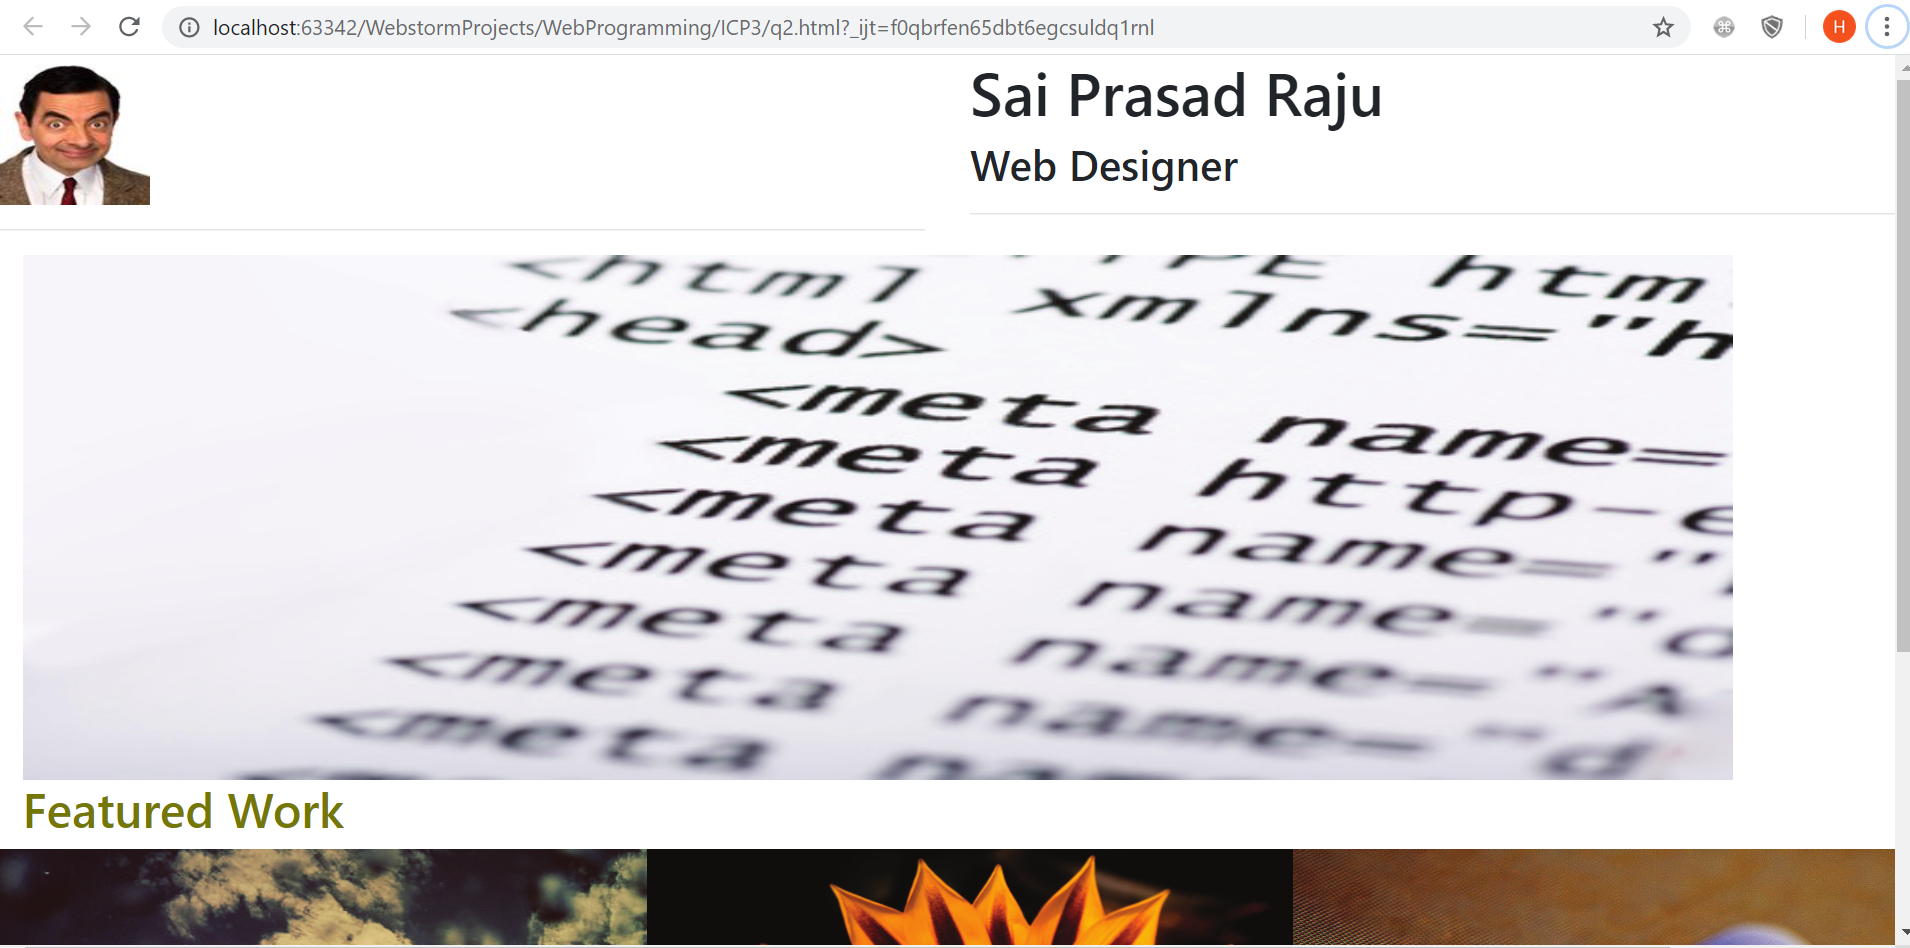 localhost:63342/WebstormProjects/WebProgramming/ICP3/q2.html?_ijt=f0qbrfen65dbt6egcsuldq1rnl
H
Sai Prasad Raju
Web Designer
<html
htm
<head>
xmlns="h
<meta name=
<meta http-e
<meta name="
<meta name="d
<meta name="A
<meta name="d
<meta
Featured Work